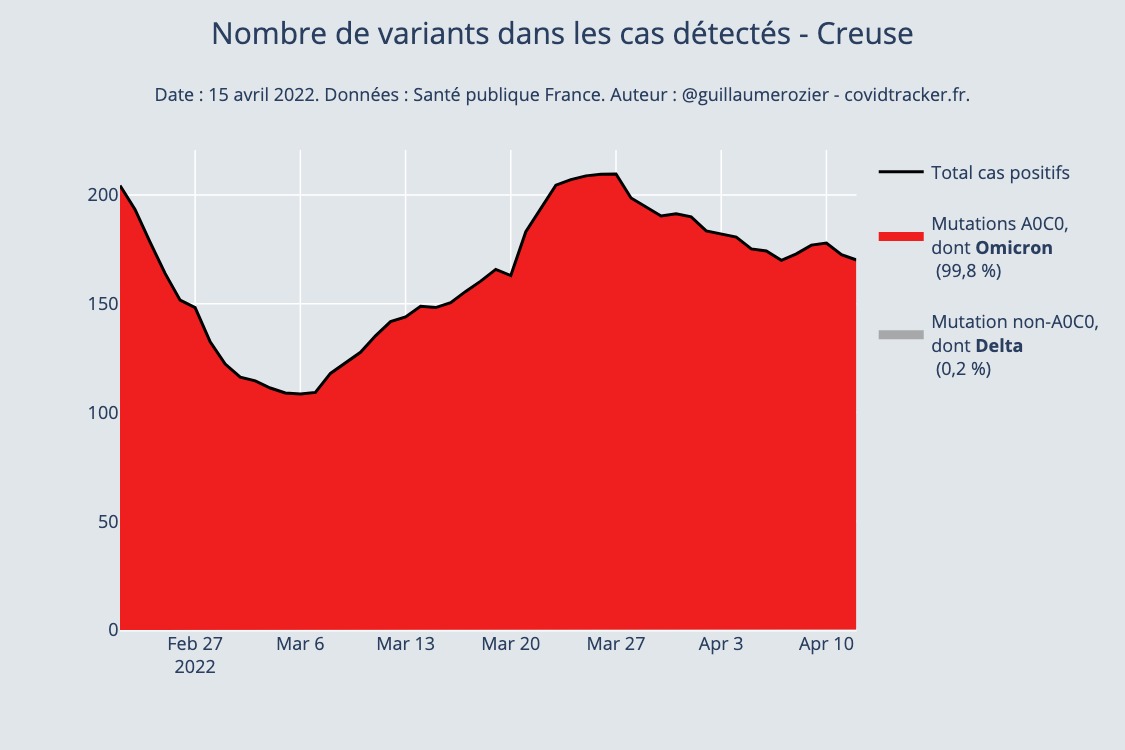 Nombre de variants dans les cas détectés - Creuse
Date : 15 avril 2022. Données : Santé publique France. Auteur : @guillaumerozier - covidtracker.fr.
Total cas positifs
Mutations A0C0,
dont Omicron
(99,8 %)
Mutation non-A0C0,
dont Delta
(0,2 %)
200
150
100
50
0
Feb 27 Mar 6 Mar 13 Mar 20 Mar 27 Apr 3 Apr 10
2022